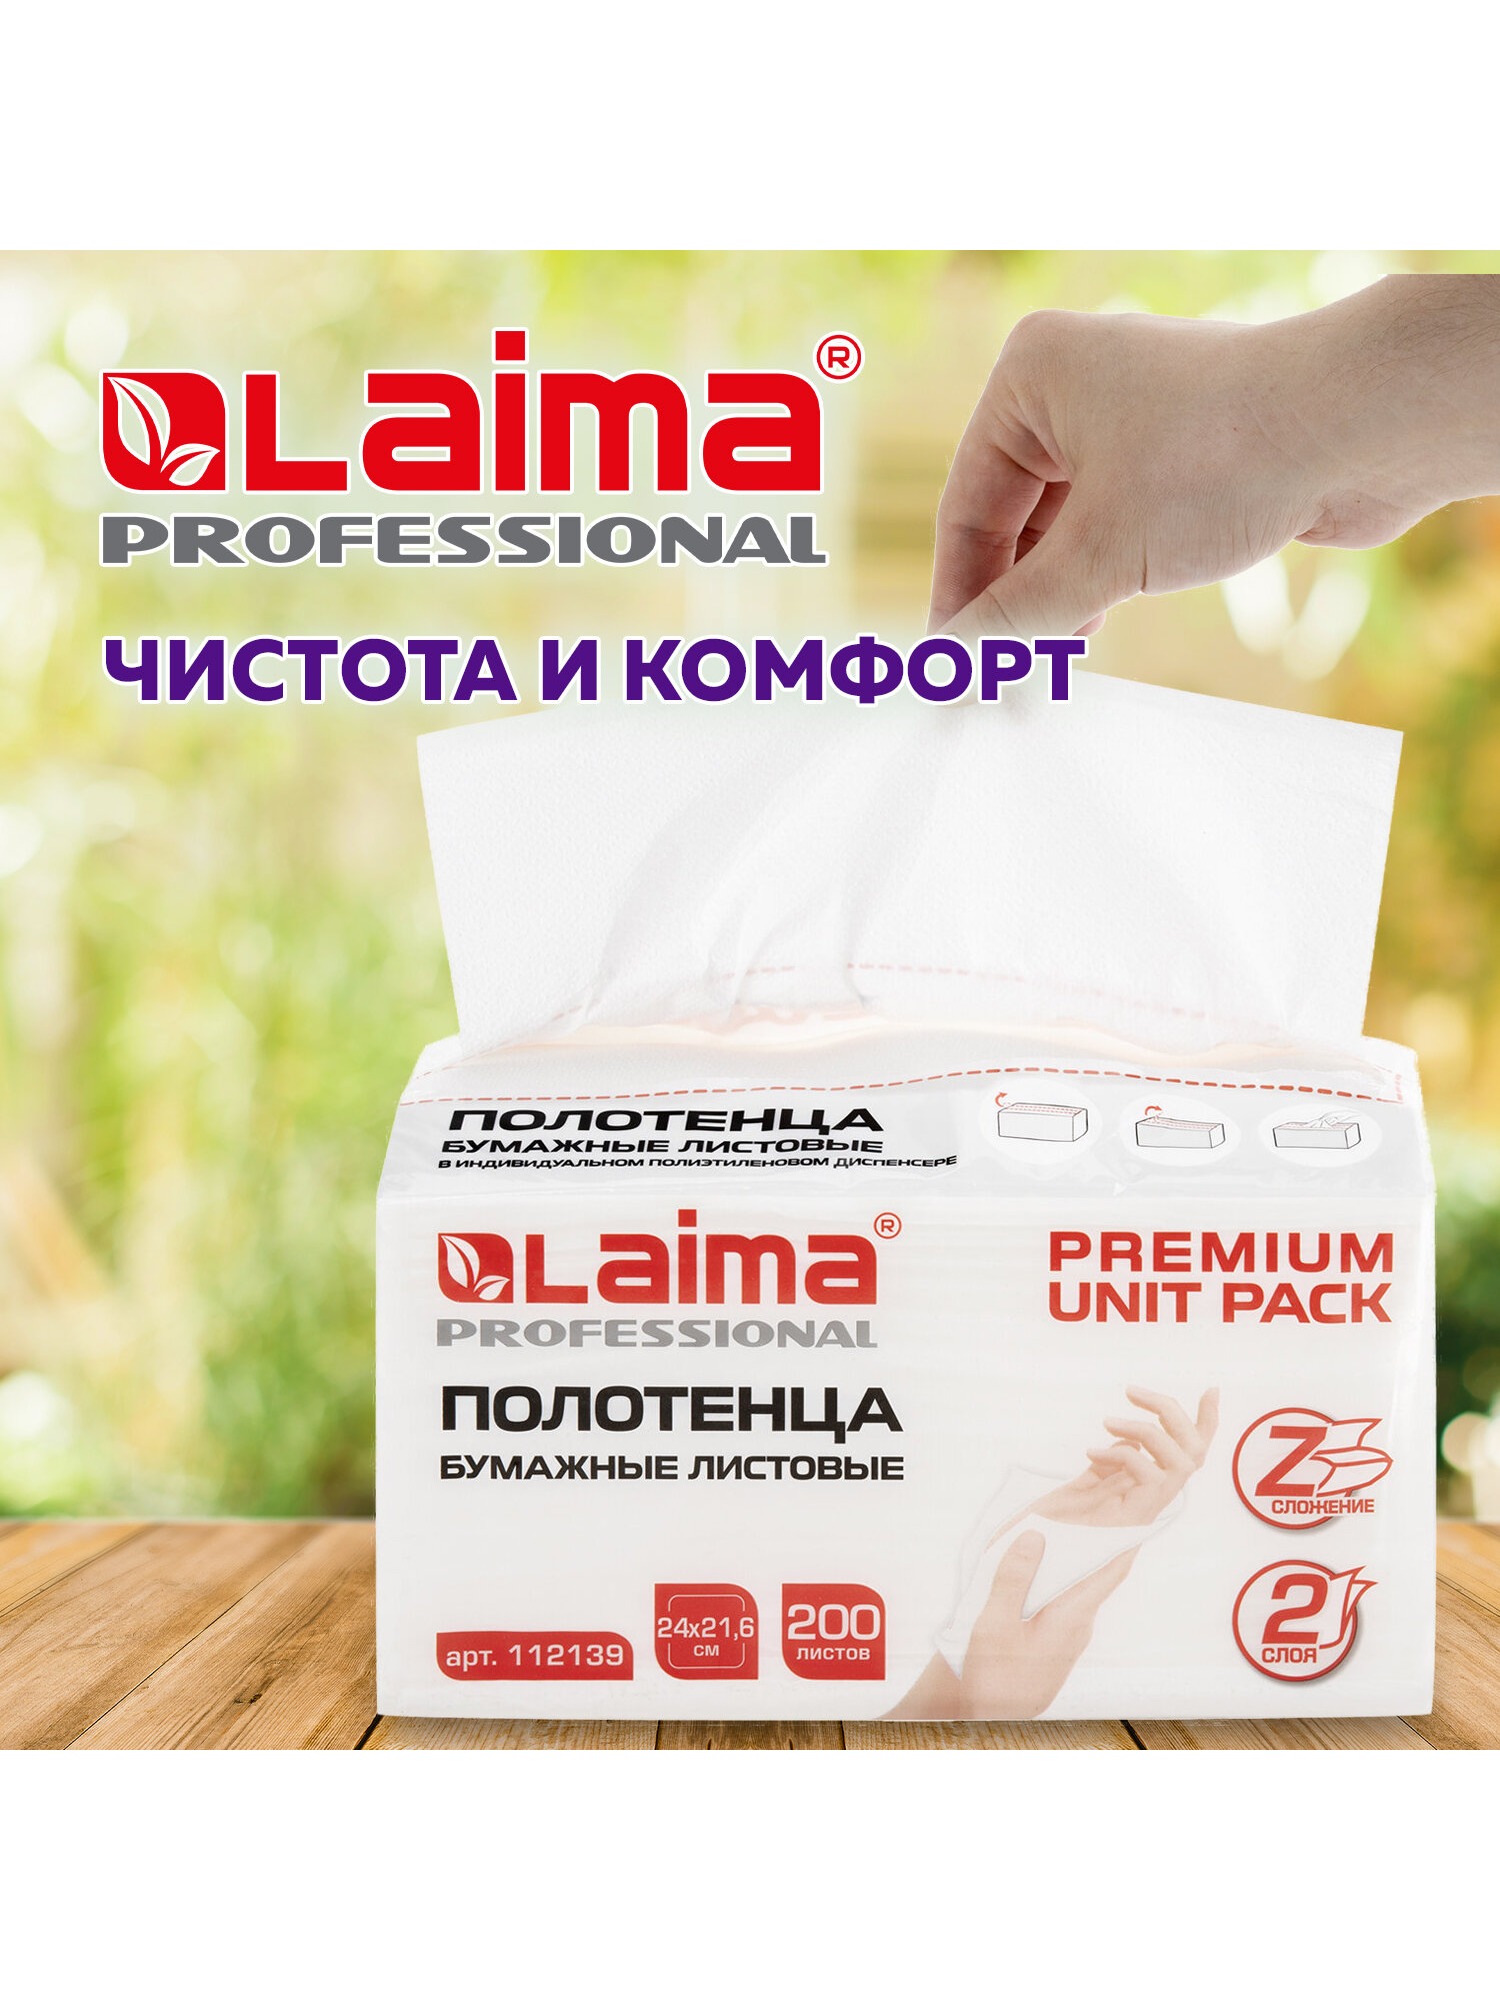 Laima®
PROFESSIONAL
ЧИСТОТА И КОМФОРТ
ПОЛОТЕНЦА
БУМАЖНЫЕ ЛИСТОВЫЕ
В ИНДИВИДУАЛЬНОМ ПОЛИЭТИЛЕНОВОМ ДИСПЕНСЕРЕ
Laima®
PROFESSIONAL
PREMIUM
UNIT PACK
ПОЛОТЕНЦА
БУМАЖНЫЕ ЛИСТОВЫЕ
Z
СЛОЖЕНИЕ
2
СЛОЯ
арт. 112139
24х21,6
СМ
200
ЛИСТОВ